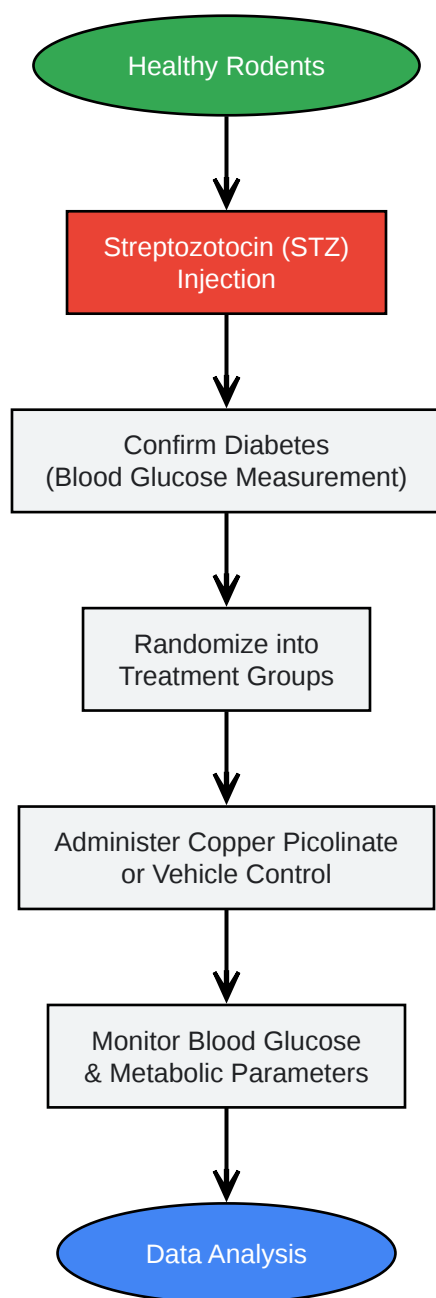 Healthy Rodents
Streptozotocin (STZ)
Injection
Confirm Diabetes
(Blood Glucose Measurement)
Randomize into
Treatment Groups
Administer Copper Picolinate
or Vehicle Control
Monitor Blood Glucose
& Metabolic Parameters
Data Analysis